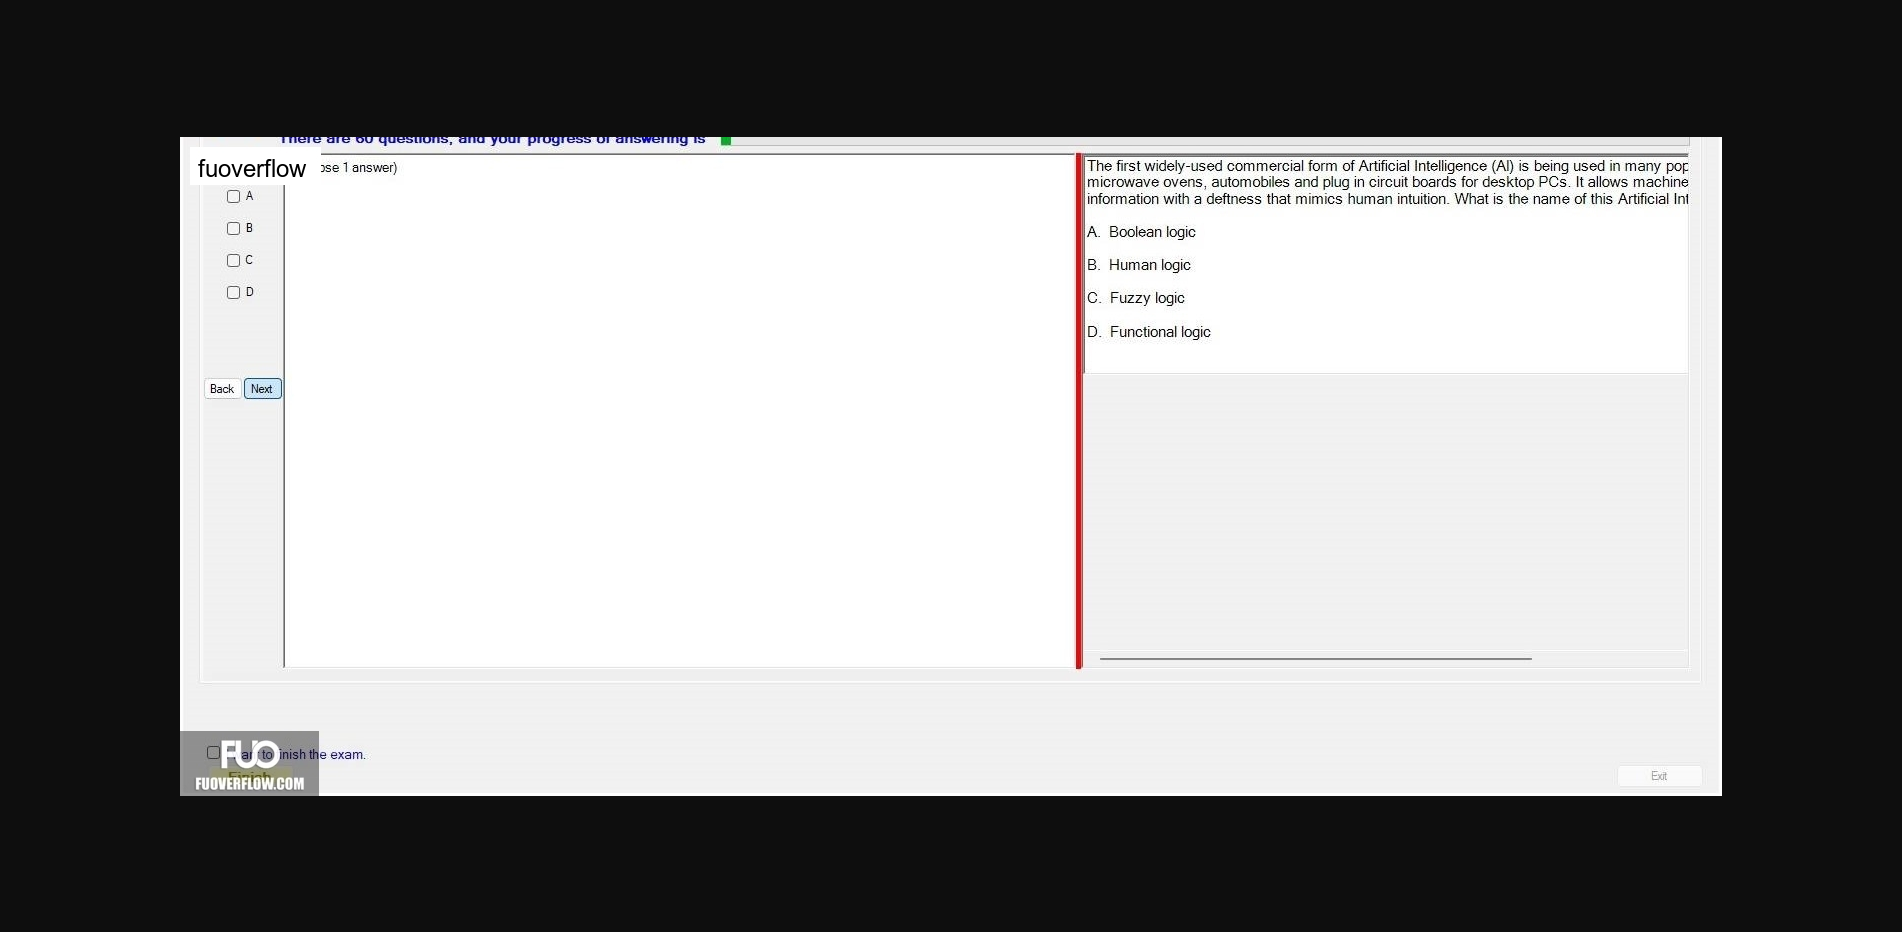 There are 60 questions, and your progress of answering is
fuoverflow
ose 1 answer)
A
B
C
D
Back
Next
The first widely-used commercial form of Artificial Intelligence (AI) is being used in many pop
microwave ovens, automobiles and plug in circuit boards for desktop PCs. It allows machine
information with a deftness that mimics human intuition. What is the name of this Artificial Int
A. Boolean logic
B. Human logic
C. Fuzzy logic
D. Functional logic
FUO
to finish the exam.
Finish
FUOVERFLOW.COM
Exit